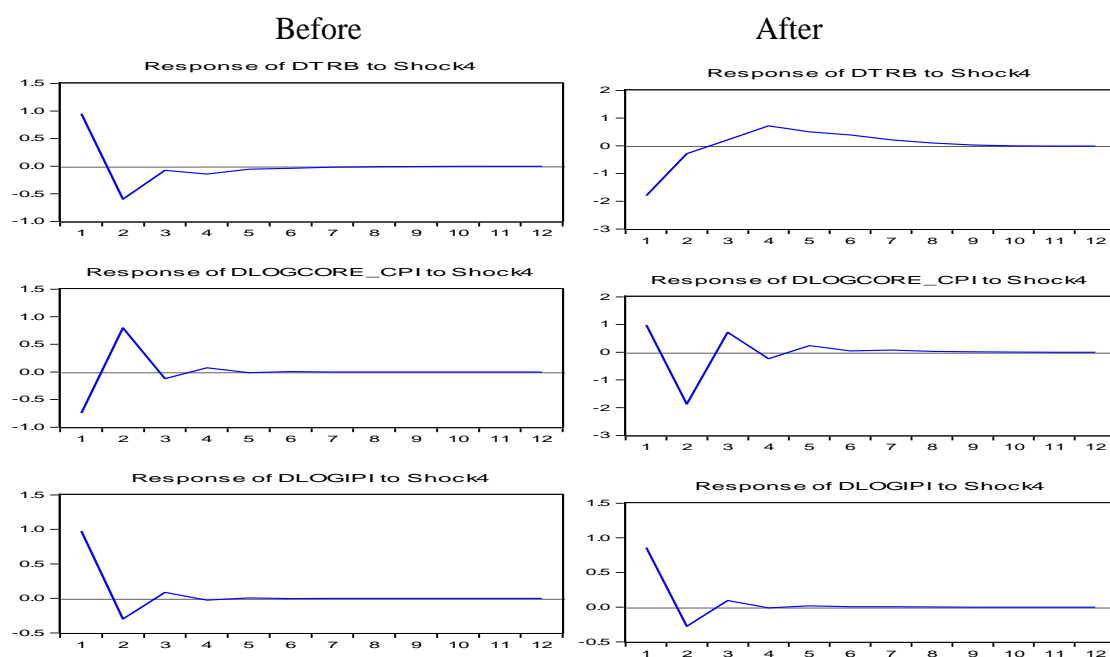 Before
Response of DTRB to Shock4
1.5
1.0
0.5
0.0
-0.5
-1.0
1 2 3 4 5 6 7 8 9 10 11 12
Response of DLOGCORE_CPI to Shock4
1.5
1.0
0.5
0.0
-0.5
-1.0
1 2 3 4 5 6 7 8 9 10 11 12
Response of DLOGIPI to Shock4
1.5
1.0
0.5
0.0
-0.5
1 2 3 4 5 6 7 8 9 10 11 12
After
Response of DTRB to Shock4
2
1
0
-1
-2
-3
1 2 3 4 5 6 7 8 9 10 11 12
Response of DLOGCORE_CPI to Shock4
2
1
0
-1
-2
-3
1 2 3 4 5 6 7 8 9 10 11 12
Response of DLOGIPI to Shock4
1.5
1.0
0.5
0.0
-0.5
1 2 3 4 5 6 7 8 9 10 11 12